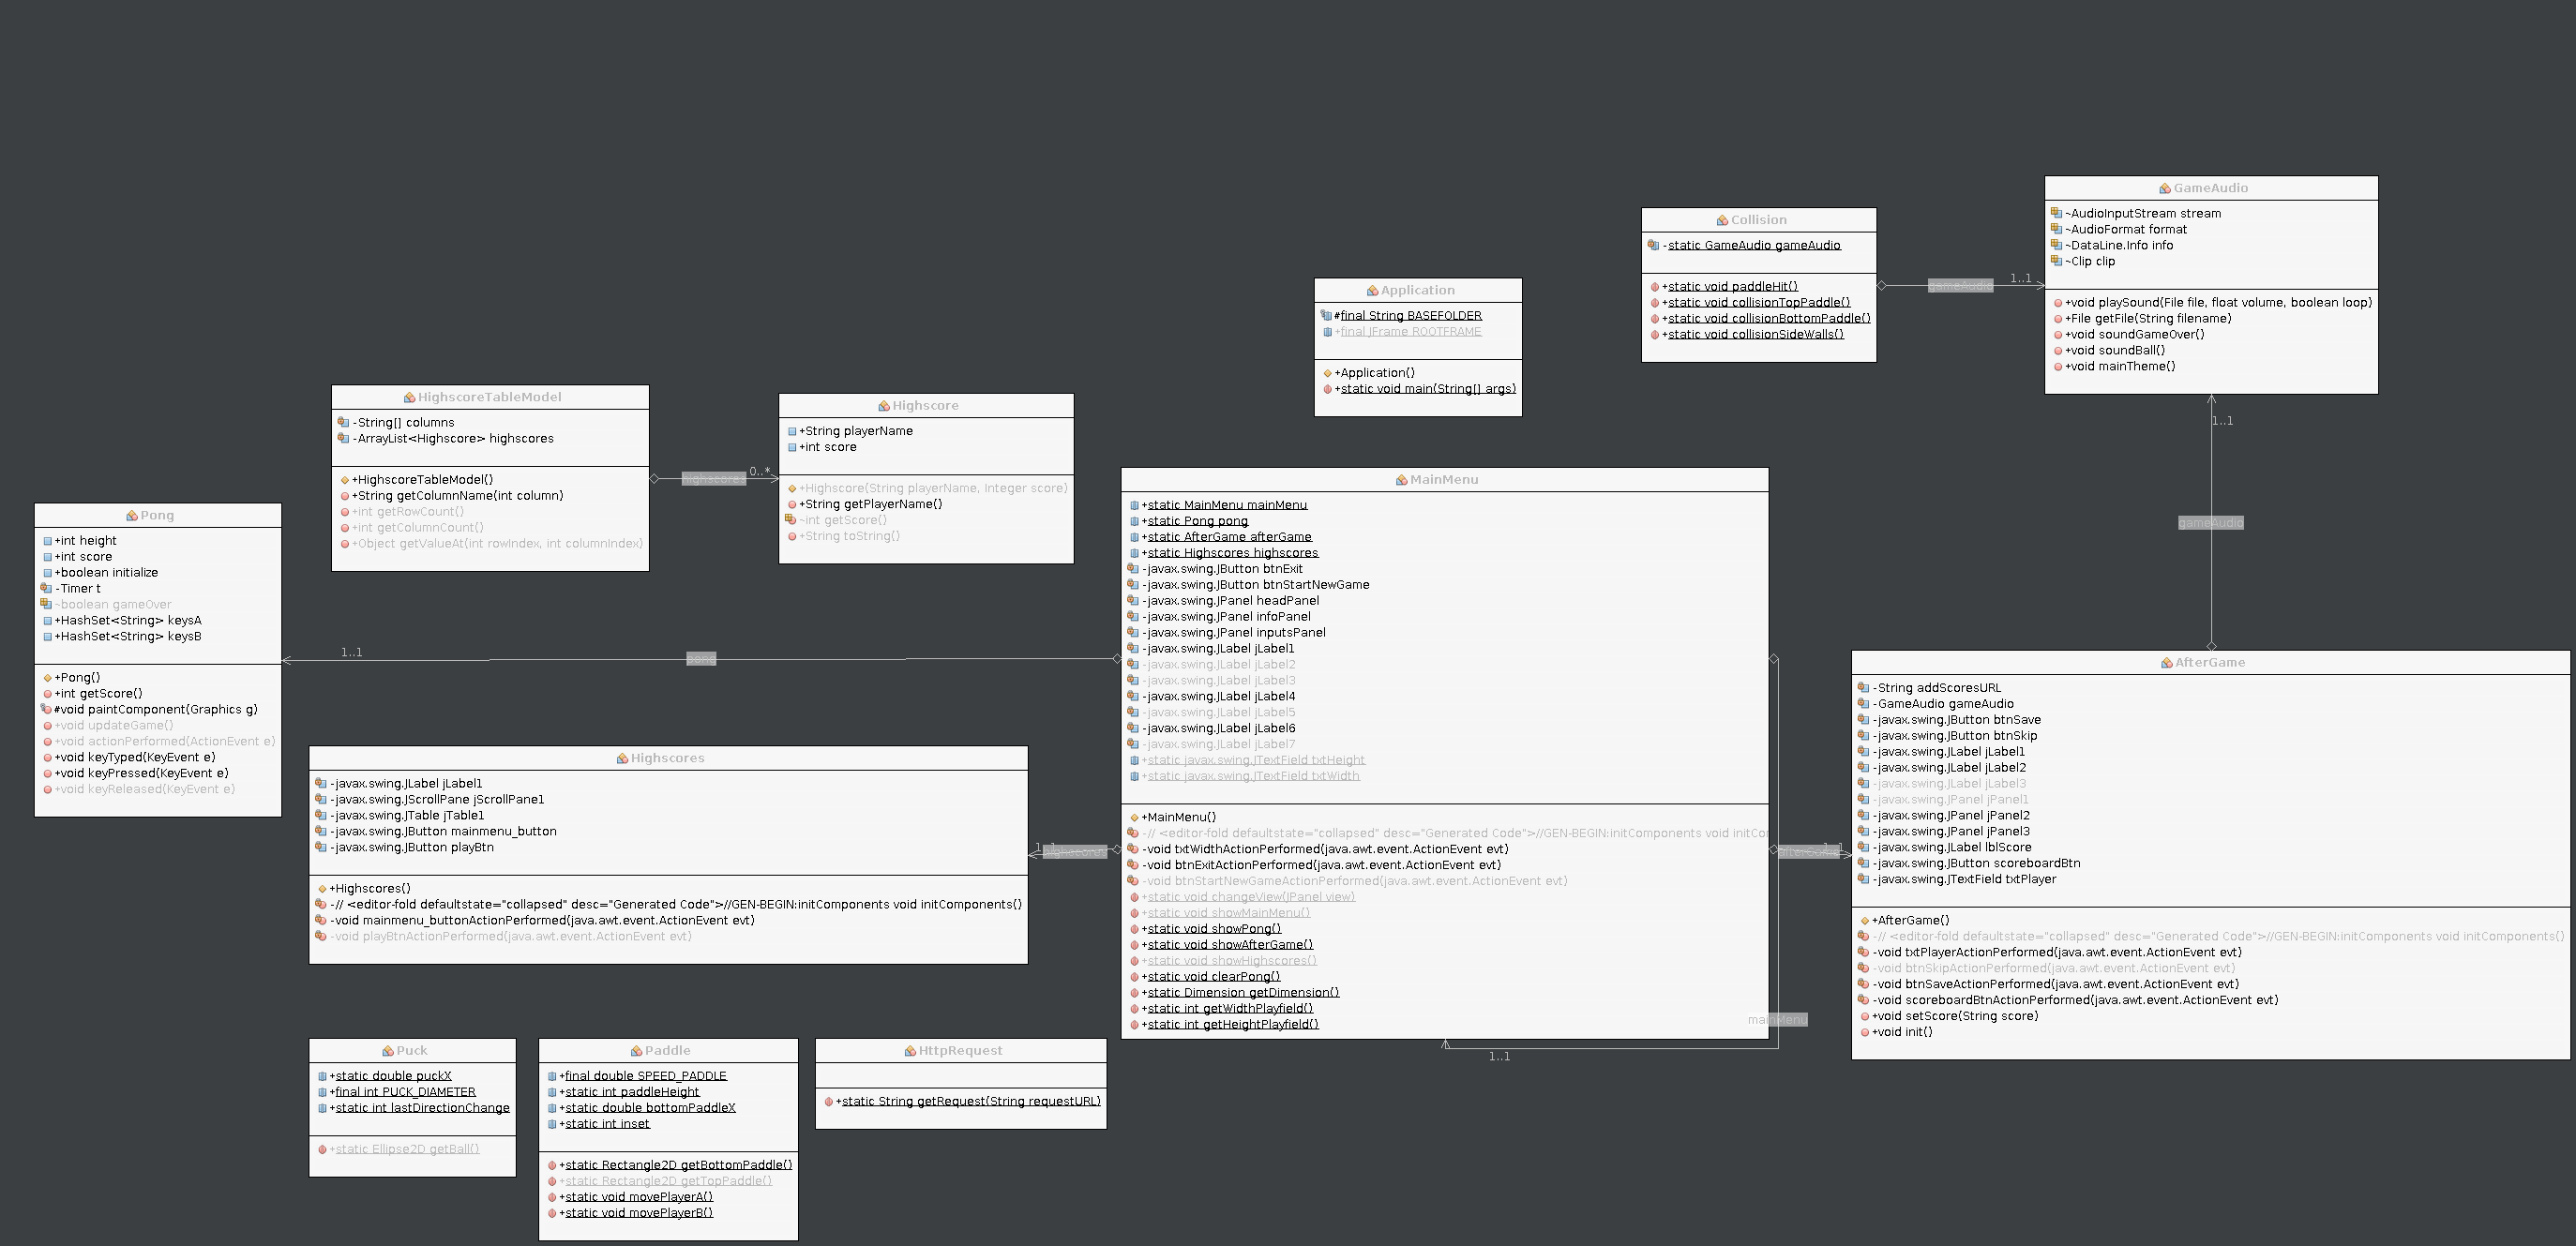 GameAudio
~AudioInputStream stream
~AudioFormat format
~DataLine.Info info
~Clip clip
+void playSound(File file, float volume, boolean loop)
+File getFile(String filename)
+void soundGameOver()
+void soundBall()
+void mainTheme()
Collision
-static GameAudio gameAudio
+static void paddleHit()
+static void collisionTopPaddle()
+static void collisionBottomPaddle()
+static void collisionSideWalls()
gameAudio
1..1
Application
#final String BASEFOLDER
+final JFrame ROOTFRAME
+Application()
+static void main(String[] args)
HighscoreTableModel
-String[] columns
-ArrayList<Highscore> highscores
+HighscoreTableModel()
+String getColumnName(int column)
+int getRowCount()
+int getColumnCount()
+Object getValueAt(int rowIndex, int columnIndex)
highscores
0..*
Highscore
+String playerName
+int score
+Highscore(String playerName, Integer score)
+String getPlayerName()
~int getScore()
+String toString()
1..1
gameAudio
Pong
+int height
+int score
+boolean initialize
-Timer t
~boolean gameOver
+HashSet<String> keysA
+HashSet<String> keysB
+Pong()
+int getScore()
#void paintComponent(Graphics g)
+void updateGame()
+void actionPerformed(ActionEvent e)
+void keyTyped(KeyEvent e)
+void keyPressed(KeyEvent e)
+void keyReleased(KeyEvent e)
1..1
pong
MainMenu
+static MainMenu mainMenu
+static Pong pong
+static AfterGame afterGame
+static Highscores highscores
-javax.swing.JButton btnExit
-javax.swing.JButton btnStartNewGame
-javax.swing.JPanel headPanel
-javax.swing.JPanel infoPanel
-javax.swing.JPanel inputsPanel
-javax.swing.JLabel jLabel1
-javax.swing.JLabel jLabel2
-javax.swing.JLabel jLabel3
-javax.swing.JLabel jLabel4
-javax.swing.JLabel jLabel5
-javax.swing.JLabel jLabel6
-javax.swing.JLabel jLabel7
+static javax.swing.JTextField txtHeight
+static javax.swing.JTextField txtWidth
+MainMenu()
-// <editor-fold defaultstate="collapsed" desc="Generated Code">//GEN-BEGIN:initComponents void initCo
-void txtWidthActionPerformed(java.awt.event.ActionEvent evt)
-void btnExitActionPerformed(java.awt.event.ActionEvent evt)
-void btnStartNewGameActionPerformed(java.awt.event.ActionEvent evt)
+static void changeView(JPanel view)
+static void showMainMenu()
+static void showPong()
+static void showAfterGame()
+static void showHighscores()
+static void clearPong()
+static Dimension getDimension()
+static int getWidthPlayfield()
+static int getHeightPlayfield()
Highscores
-javax.swing.JLabel jLabel1
-javax.swing.JScrollPane jScrollPane1
-javax.swing.JTable jTable1
-javax.swing.JButton mainmenu_button
-javax.swing.JButton playBtn
+Highscores()
-// <editor-fold defaultstate="collapsed" desc="Generated Code">//GEN-BEGIN:initComponents void initComponents()
-void mainmenu_buttonActionPerformed(java.awt.event.ActionEvent evt)
-void playBtnActionPerformed(java.awt.event.ActionEvent evt)
1..1
highscores
afterGame
1..1
AfterGame
-String addScoresURL
-GameAudio gameAudio
-javax.swing.JButton btnSave
-javax.swing.JButton btnSkip
-javax.swing.JLabel jLabel1
-javax.swing.JLabel jLabel2
-javax.swing.JLabel jLabel3
-javax.swing.JPanel jPanel1
-javax.swing.JPanel jPanel2
-javax.swing.JPanel jPanel3
-javax.swing.JLabel lblScore
-javax.swing.JButton scoreboardBtn
-javax.swing.JTextField txtPlayer
+AfterGame()
-// <editor-fold defaultstate="collapsed" desc="Generated Code">//GEN-BEGIN:initComponents void initComponents()
-void txtPlayerActionPerformed(java.awt.event.ActionEvent evt)
-void btnSkipActionPerformed(java.awt.event.ActionEvent evt)
-void btnSaveActionPerformed(java.awt.event.ActionEvent evt)
-void scoreboardBtnActionPerformed(java.awt.event.ActionEvent evt)
+void setScore(String score)
+void init()
mainMenu
1..1
Puck
+static double puckX
+final int PUCK_DIAMETER
+static int lastDirectionChange
+static Ellipse2D getBall()
Paddle
+final double SPEED_PADDLE
+static int paddleHeight
+static double bottomPaddleX
+static int inset
+static Rectangle2D getBottomPaddle()
+static Rectangle2D getTopPaddle()
+static void movePlayerA()
+static void movePlayerB()
HttpRequest
+static String getRequest(String requestURL)